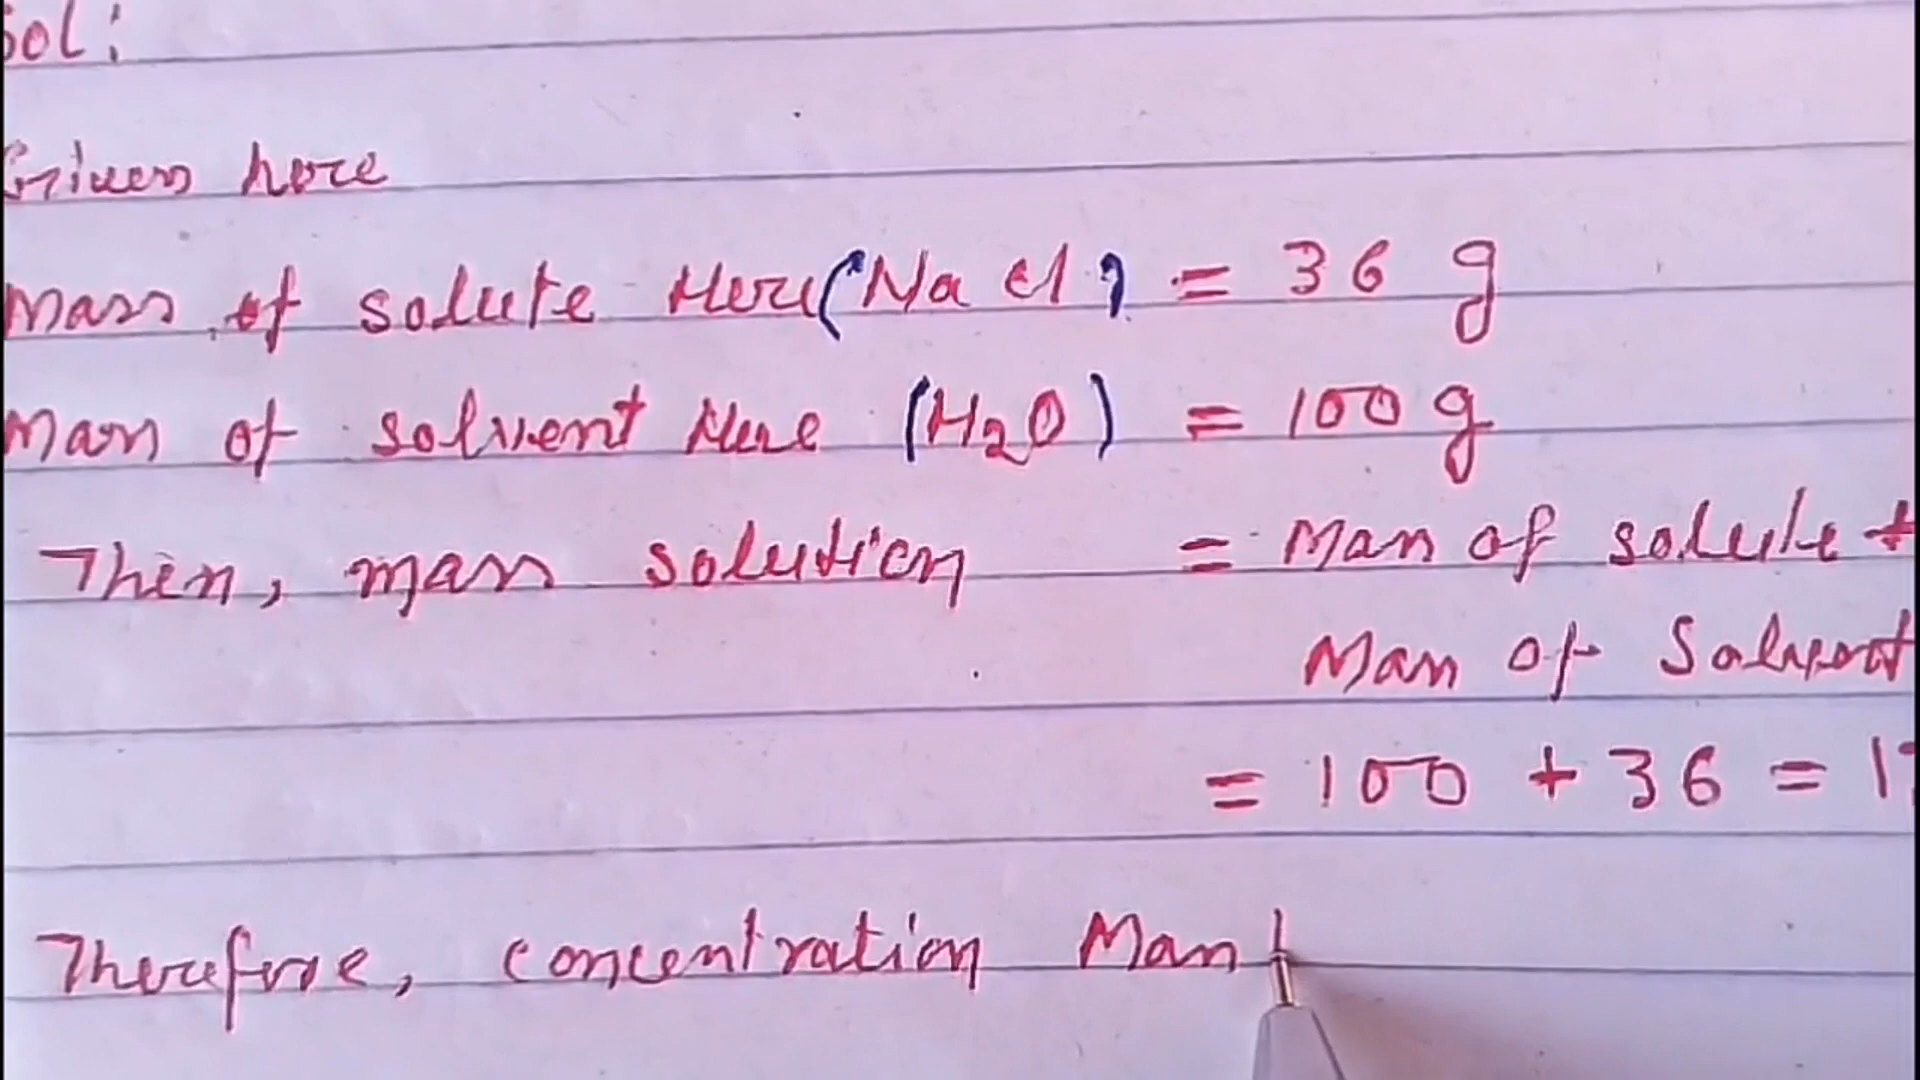 Sol:
Given here
Mass of solute Here (NaCl) = 36 g
Mass of solvent Here (H2O) = 100 g
Then, mass solution = Mass of solute +
Mass of Solvent
= 100 + 36 = 1
Therefore, concentration Mass